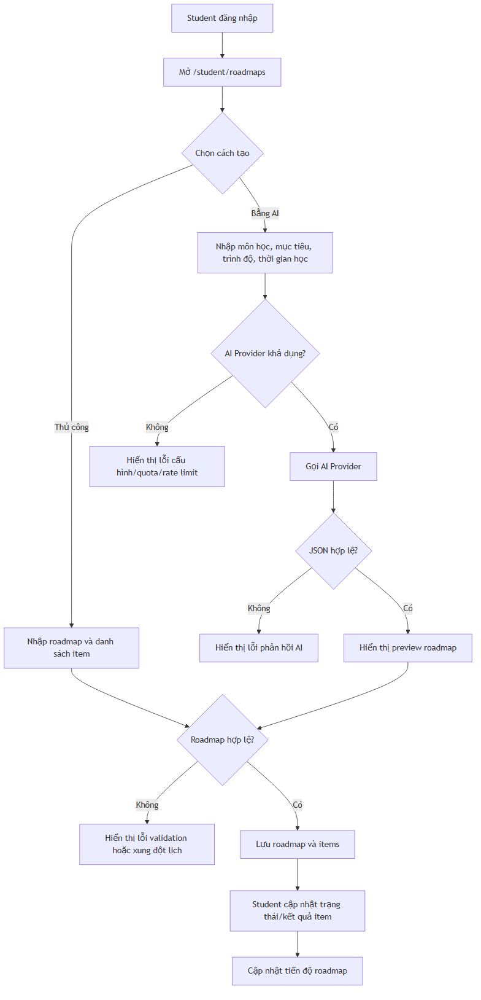 Student đăng nhập
Mở /student/roadmaps
Chọn cách tạo
Bằng AI
Nhập môn học, mục tiêu,
trình độ, thời gian học
AI Provider khả dụng?
Thủ công
Không
Có
Hiển thị lỗi cấu
hình/quota/rate limit
Gọi AI Provider
JSON hợp lệ?
Không
Có
Nhập roadmap và danh
sách item
Hiển thị lỗi phản hồi AI
Hiển thị preview roadmap
Roadmap hợp lệ?
Không
Có
Hiển thị lỗi validation
hoặc xung đột lịch
Lưu roadmap và items
Student cập nhật trạng
thái/kết quả item
Cập nhật tiến độ roadmap